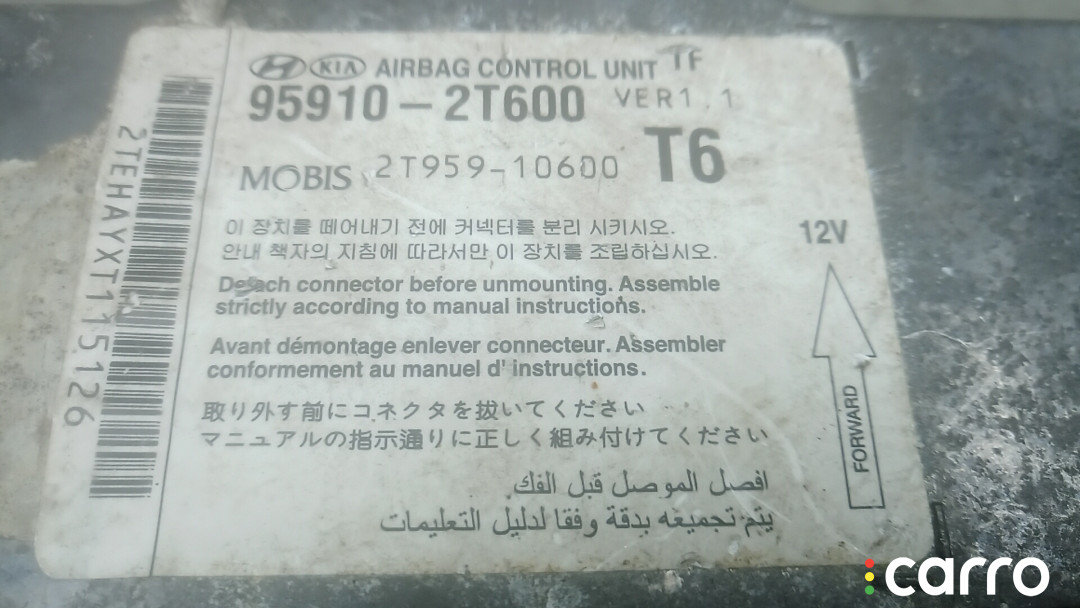 HYUNDAI KIA AIRBAG CONTROL UNIT TF
95910-2T600 VER1.1
MOBIS 2T959-10600 T6
이 장치를 떼어내기 전에 커넥터를 분리 시키시오.
안내 책자의 지침에 따라서만 이 장치를 조립하십시오.
12V
Detach connector before unmounting. Assemble
strictly according to manual instructions.
Avant démontage enlever connecteur. Assembler
conformement au manuel d' instructions.
FORWARD
取り外す前にコネクタを抜いてください
マニュアルの指示通りに正しく組み付けてください
افصل الموصل قبل الفك.
يتم تجميعه بدقة وفقا لدليل التعليمات
2TEHAYXT115126
carro